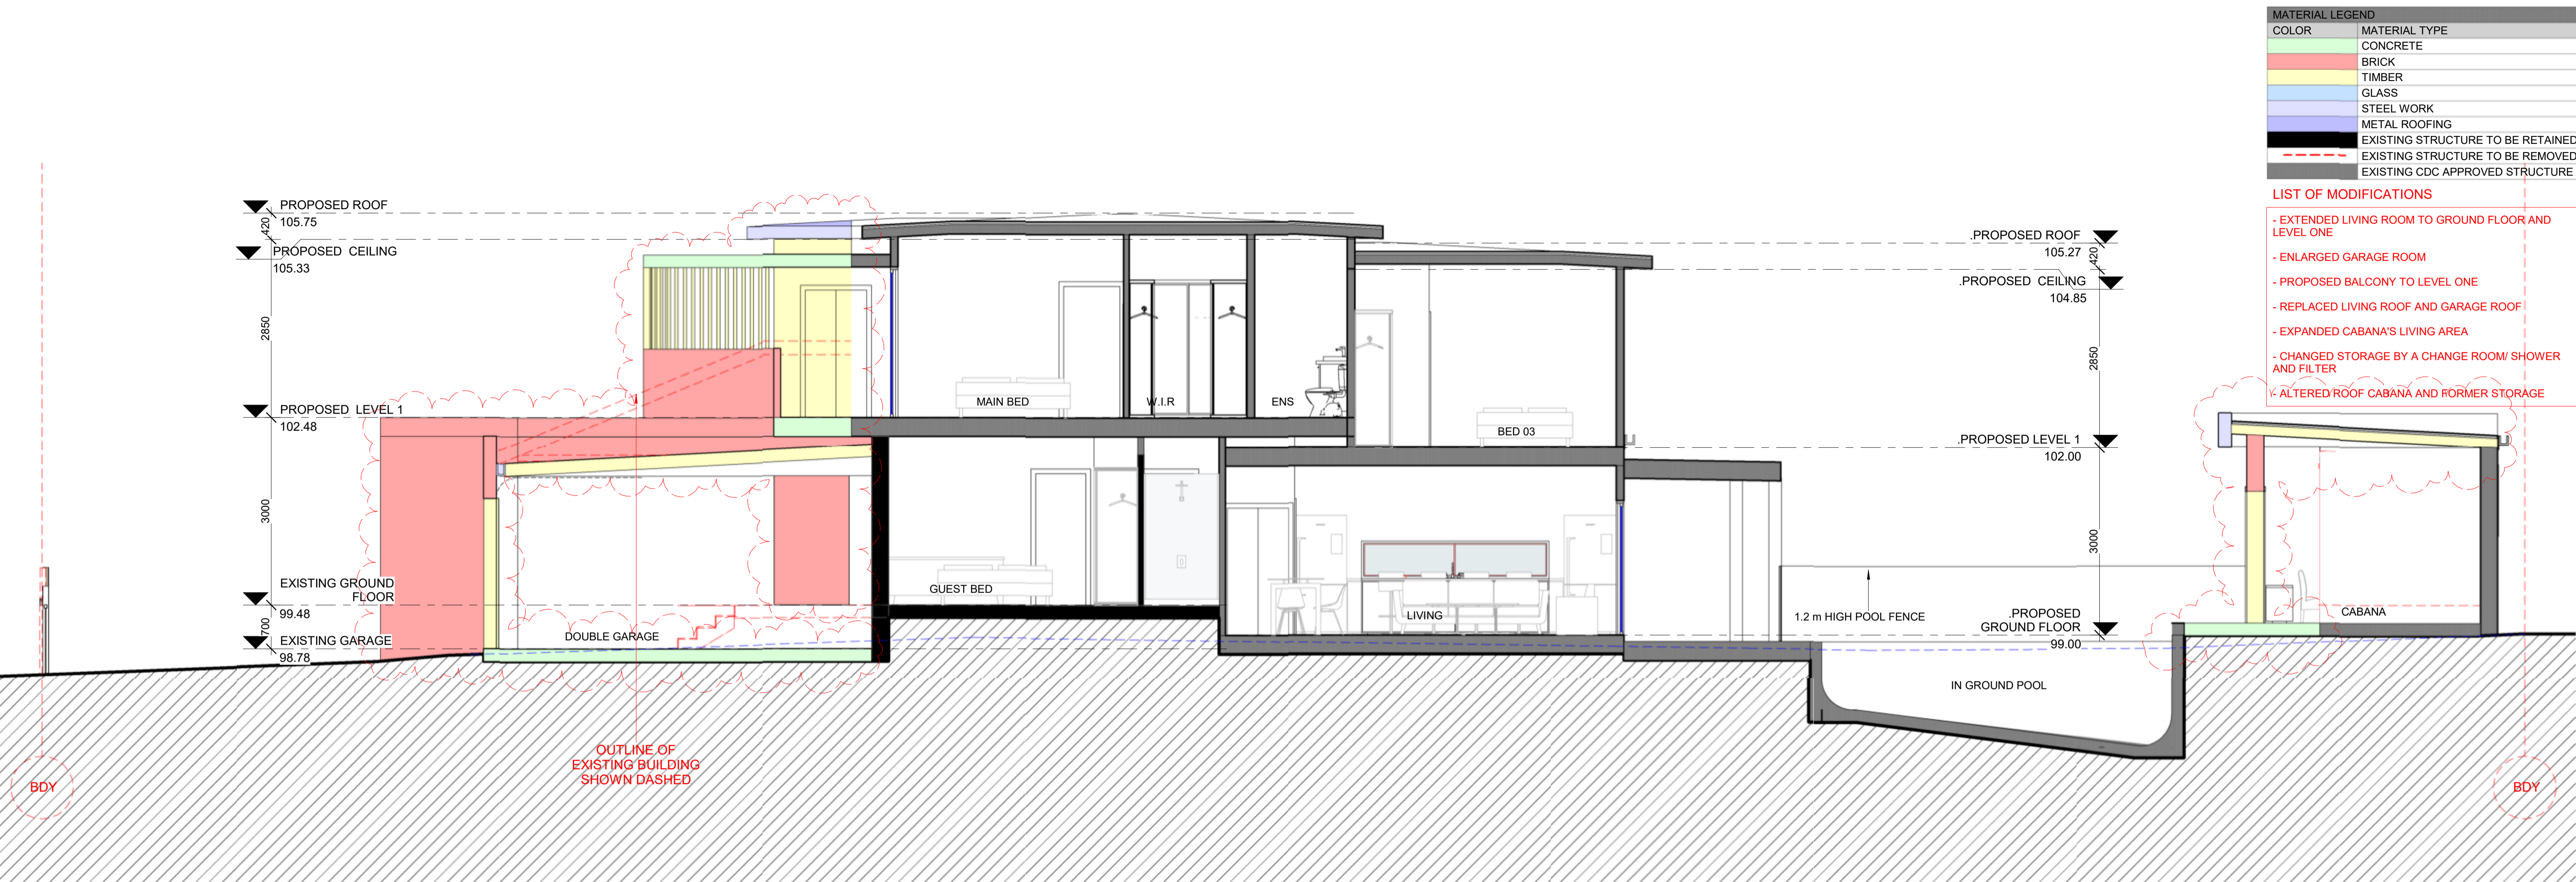 MATERIAL LEGEND
COLOR MATERIAL TYPE
CONCRETE
BRICK
TIMBER
GLASS
STEEL WORK
METAL ROOFING
EXISTING STRUCTURE TO BE RETAINED
EXISTING STRUCTURE TO BE REMOVED
EXISTING CDC APPROVED STRUCTURE
LIST OF MODIFICATIONS
- EXTENDED LIVING ROOM TO GROUND FLOOR AND
LEVEL ONE
- ENLARGED GARAGE ROOM
- PROPOSED BALCONY TO LEVEL ONE
- REPLACED LIVING ROOF AND GARAGE ROOF
- EXPANDED CABANA'S LIVING AREA
- CHANGED STORAGE BY A CHANGE ROOM/ SHOWER
AND FILTER
- ALTERED ROOF CABANA AND FORMER STORAGE
PROPOSED ROOF
105.75
420
PROPOSED CEILING
105.33
2850
PROPOSED LEVEL 1
102.48
3000
EXISTING GROUND
FLOOR
99.48
700
EXISTING GARAGE
98.78
MAIN BED
W.I.R
ENS
BED 03
GUEST BED
LIVING
DOUBLE GARAGE
.PROPOSED ROOF
105.27
420
.PROPOSED CEILING
104.85
2850
.PROPOSED LEVEL 1
102.00
3000
.PROPOSED
GROUND FLOOR
99.00
1.2 m HIGH POOL FENCE
CABANA
IN GROUND POOL
OUTLINE OF
EXISTING BUILDING
SHOWN DASHED
BDY
BDY